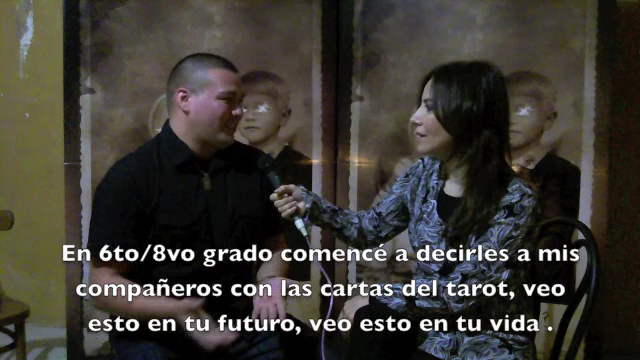 En 6to/8vo grado comencé a decirles a mis
compañeros con las cartas del tarot, veo
esto en tu futuro, veo esto en tu vida .